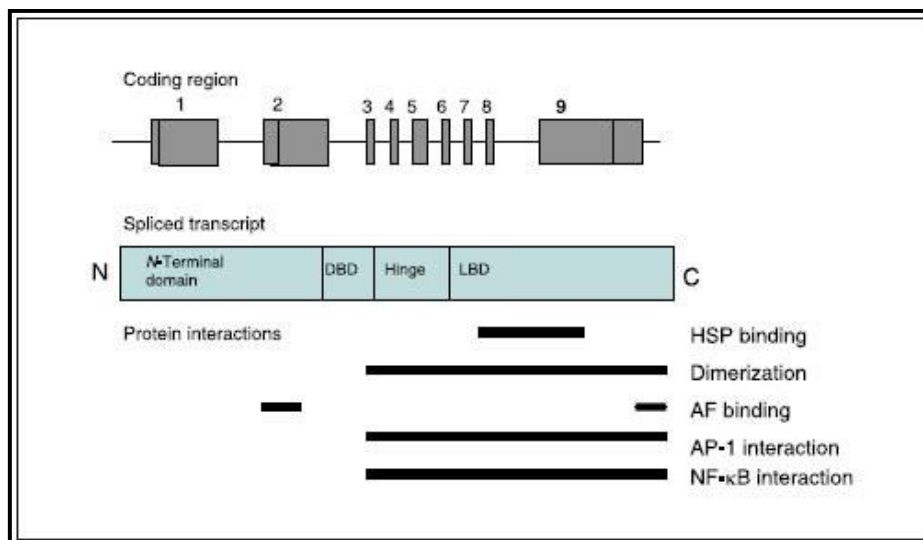 Coding region
1 2 3 4 5 6 7 8 9
Spliced transcript
N N-Terminal domain DBD Hinge LBD C
Protein interactions
HSP binding
Dimerization
AF binding
AP-1 interaction
NF-κB interaction